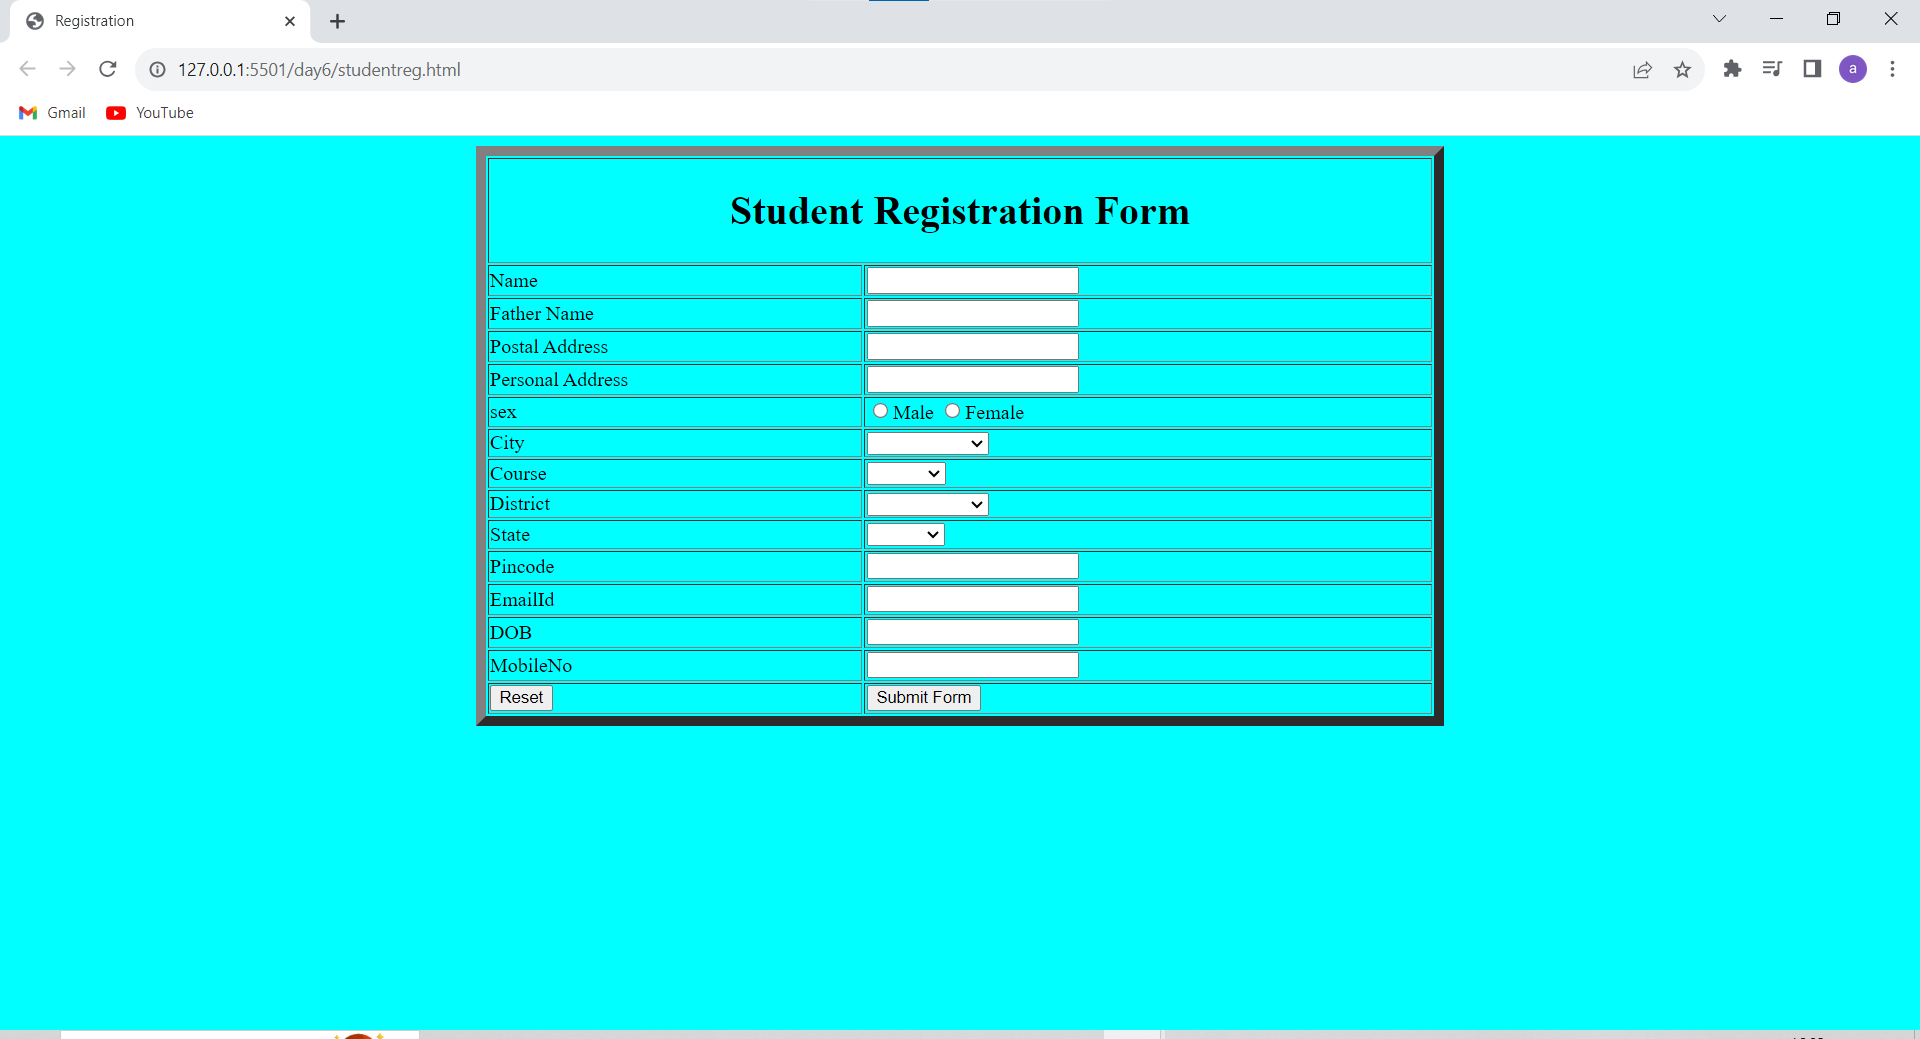 Registration
127.0.0.1:5501/day6/studentreg.html
a
Gmail YouTube
Student Registration Form
Name
Father Name
Postal Address
Personal Address
sex Male Female
City
Course
District
State
Pincode
EmailId
DOB
MobileNo
Reset Submit Form